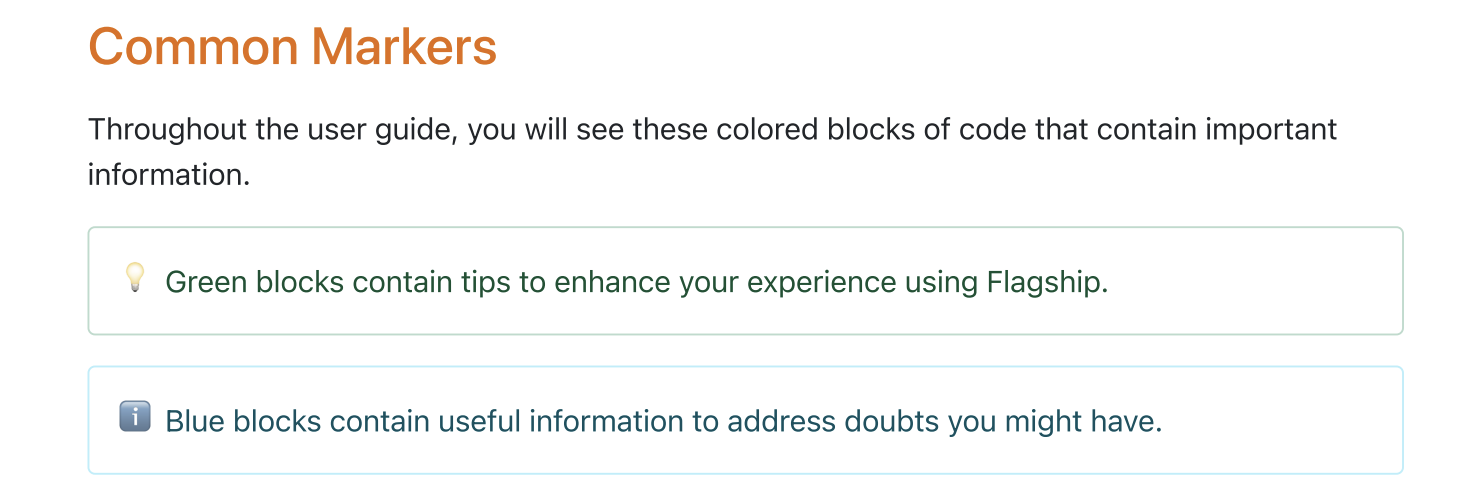 Common Markers
Throughout the user guide, you will see these colored blocks of code that contain important
information.
💡 Green blocks contain tips to enhance your experience using Flagship.
ℹ️ Blue blocks contain useful information to address doubts you might have.